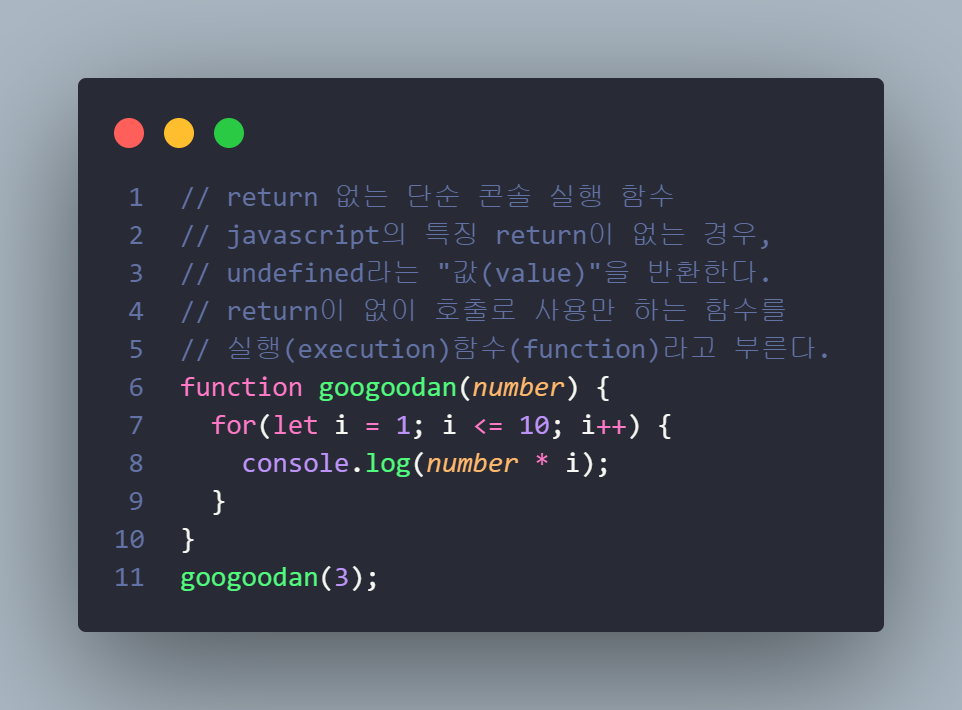 1 // return 없는 단순 콘솔 실행 함수
2 // javascript의 특징 return이 없는 경우,
3 // undefined라는 "값(value)"을 반환한다.
4 // return이 없이 호출로 사용만 하는 함수를
5 // 실행(execution)함수(function)라고 부른다.
6 function googoodan(number) {
7   for(let i = 1; i <= 10; i++) {
8     console.log(number * i);
9   }
10 }
11 googoodan(3);